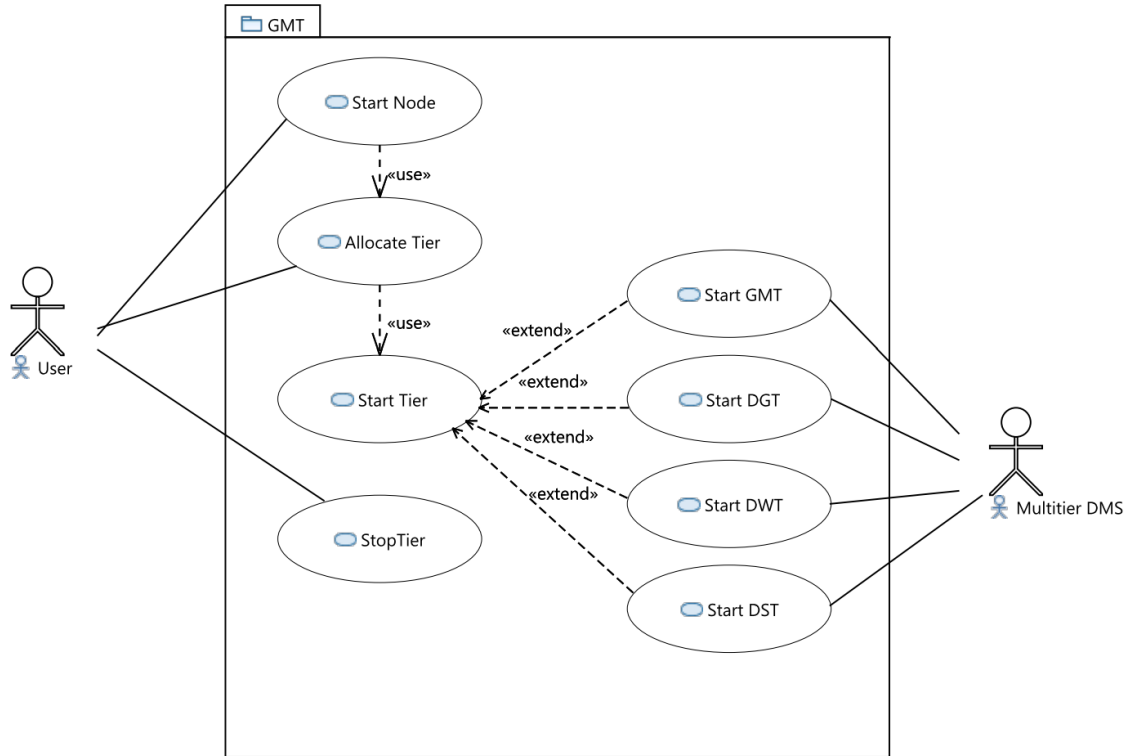 GMT
Start Node
«use»
Allocate Tier
Start GMT
«use»
«extend»
User
«extend»
Start Tier
Start DGT
«extend»
«extend»
Start DWT
Multitier DMS
StopTier
Start DST